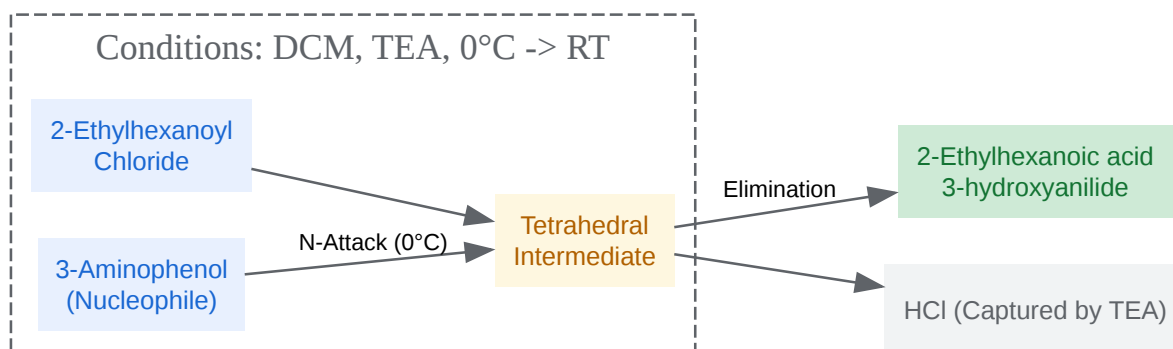 Conditions: DCM, TEA, 0°C -> RT
2-Ethylhexanoyl
Chloride
3-Aminophenol
(Nucleophile)
N-Attack (0°C)
Tetrahedral
Intermediate
Elimination
2-Ethylhexanoic acid
3-hydroxyanilide
HCl (Captured by TEA)